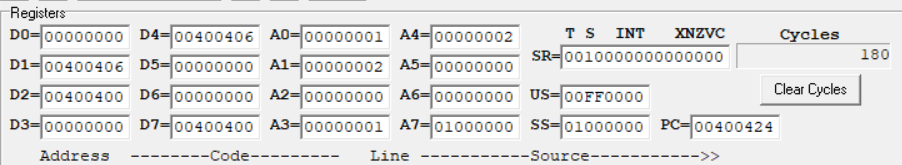 Registers
T S INT XNZVC Cycles
D0=00000000 D4=00400406 A0=00000001 A4=00000002
SR=0010000000000000 180
D1=00400406 D5=00000000 A1=00000002 A5=00000000
Clear Cycles
D2=00400400 D6=00000000 A2=00000000 A6=00000000 US=00FF0000
D3=00000000 D7=00400400 A3=00000001 A7=01000000 SS=01000000 PC=00400424
Address --------Code--------- Line -----------Source----------->>